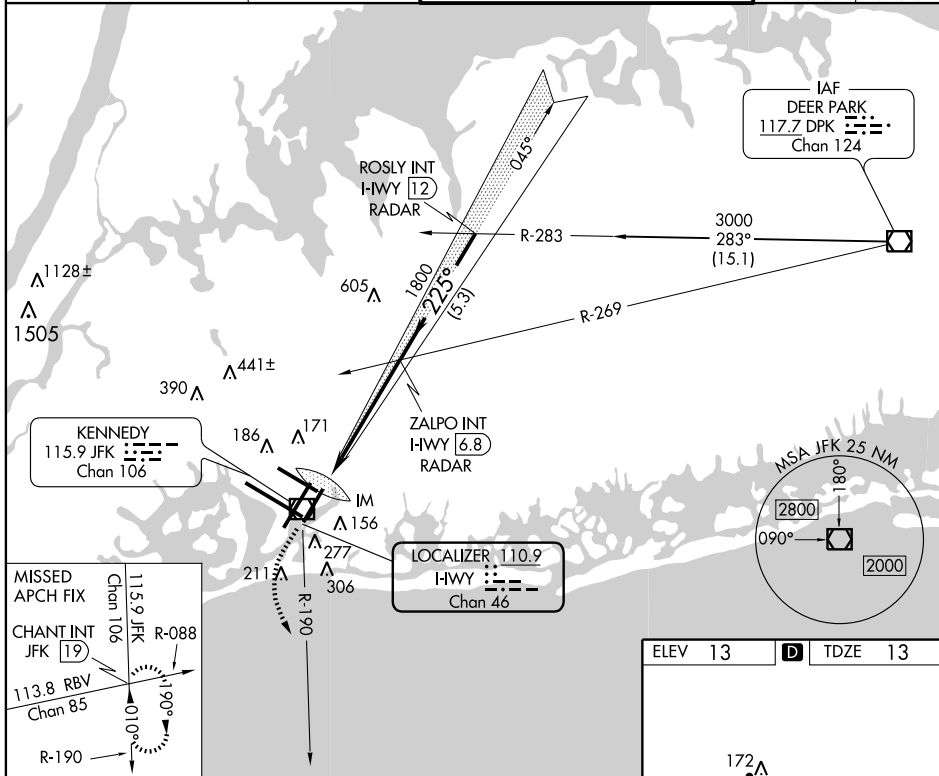 IAF
DEER PARK
117.7 DPK
Chan 124
ROSLY INT
I-IWY 12
RADAR
045°
R-283
3000
283°
(15.1)
1128±
1505
605
1800
225°
(5.3)
R-269
441±
390
ZALPO INT
I-IWY 6.8
RADAR
KENNEDY
115.9 JFK
Chan 106
186
171
IM
156
277
211±
306
R-190
LOCALIZER 110.9
I-IWY
Chan 46
MSA JFK 25 NM
180°
2800
090°
2000
MISSED
APCH FIX
CHANT INT
JFK 19
115.9 JFK
Chan 106
R-088
113.8 RBV
Chan 85
190°
010°
R-190
ELEV 13
D
TDZE 13
172